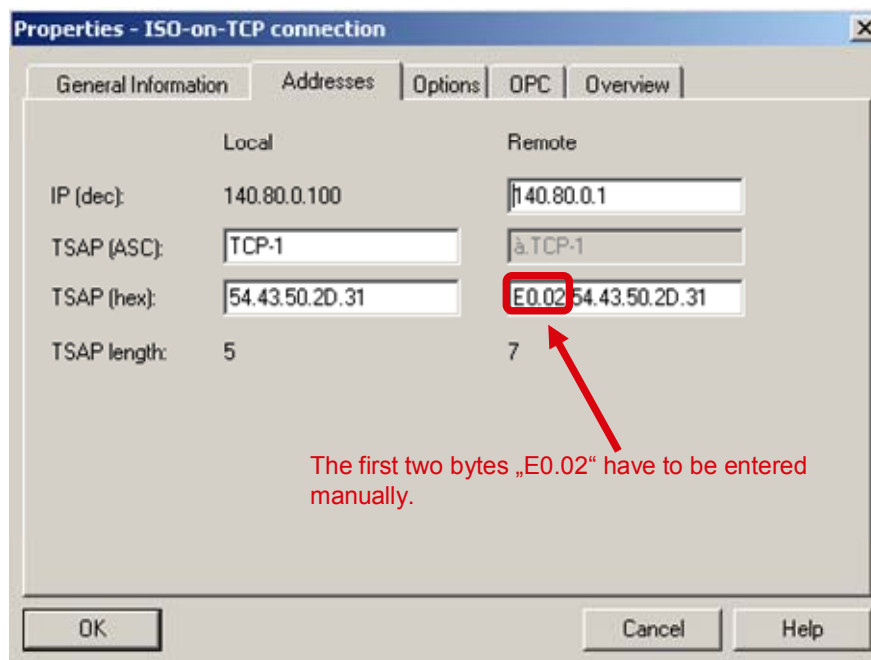 Properties - ISO-on-TCP connection
General Information Addresses Options OPC Overview
Local Remote
IP (dec): 140.80.0.100 140.80.0.1
TSAP (ASC): TCP-1 à.TCP-1
TSAP (hex): 54.43.50.2D.31 E0.02.54.43.50.2D.31
TSAP length: 5 7
The first two bytes „E0.02“ have to be entered
manually.
OK Cancel Help